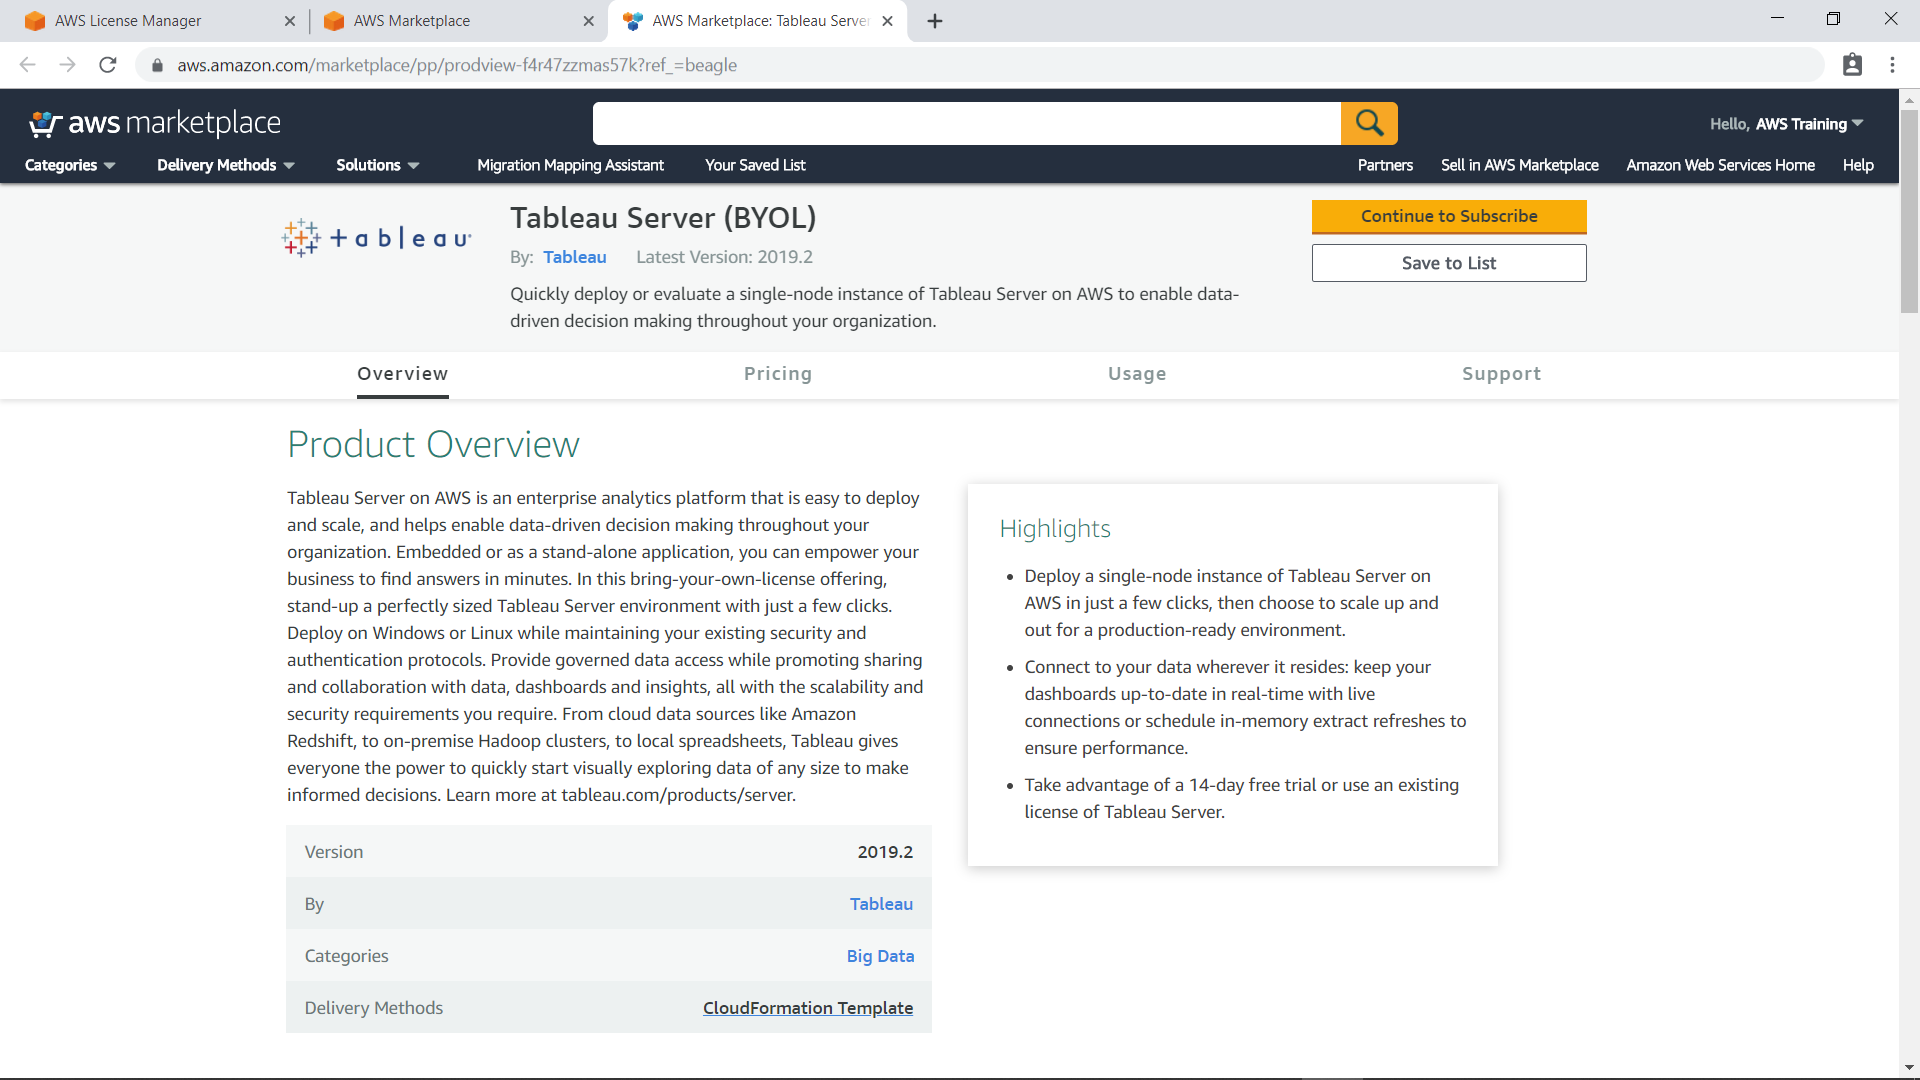 AWS License Manager
AWS Marketplace
AWS Marketplace: Tableau Server
aws.amazon.com/marketplace/pp/prodview-f4r47zzmas57k?ref_=beagle
aws marketplace
Hello, AWS Training
Categories Delivery Methods Solutions Migration Mapping Assistant Your Saved List Partners Sell in AWS Marketplace Amazon Web Services Home Help
+ a b l e a u
Tableau Server (BYOL)
By: Tableau Latest Version: 2019.2
Quickly deploy or evaluate a single-node instance of Tableau Server on AWS to enable data-
driven decision making throughout your organization.
Continue to Subscribe
Save to List
Overview Pricing Usage Support
Product Overview
Tableau Server on AWS is an enterprise analytics platform that is easy to deploy
and scale, and helps enable data-driven decision making throughout your
organization. Embedded or as a stand-alone application, you can empower your
business to find answers in minutes. In this bring-your-own-license offering,
stand-up a perfectly sized Tableau Server environment with just a few clicks.
Deploy on Windows or Linux while maintaining your existing security and
authentication protocols. Provide governed data access while promoting sharing
and collaboration with data, dashboards and insights, all with the scalability and
security requirements you require. From cloud data sources like Amazon
Redshift, to on-premise Hadoop clusters, to local spreadsheets, Tableau gives
everyone the power to quickly start visually exploring data of any size to make
informed decisions. Learn more at tableau.com/products/server.
Version 2019.2
By Tableau
Categories Big Data
Delivery Methods CloudFormation Template
Highlights
• Deploy a single-node instance of Tableau Server on
AWS in just a few clicks, then choose to scale up and
out for a production-ready environment.
• Connect to your data wherever it resides: keep your
dashboards up-to-date in real-time with live
connections or schedule in-memory extract refreshes to
ensure performance.
• Take advantage of a 14-day free trial or use an existing
license of Tableau Server.